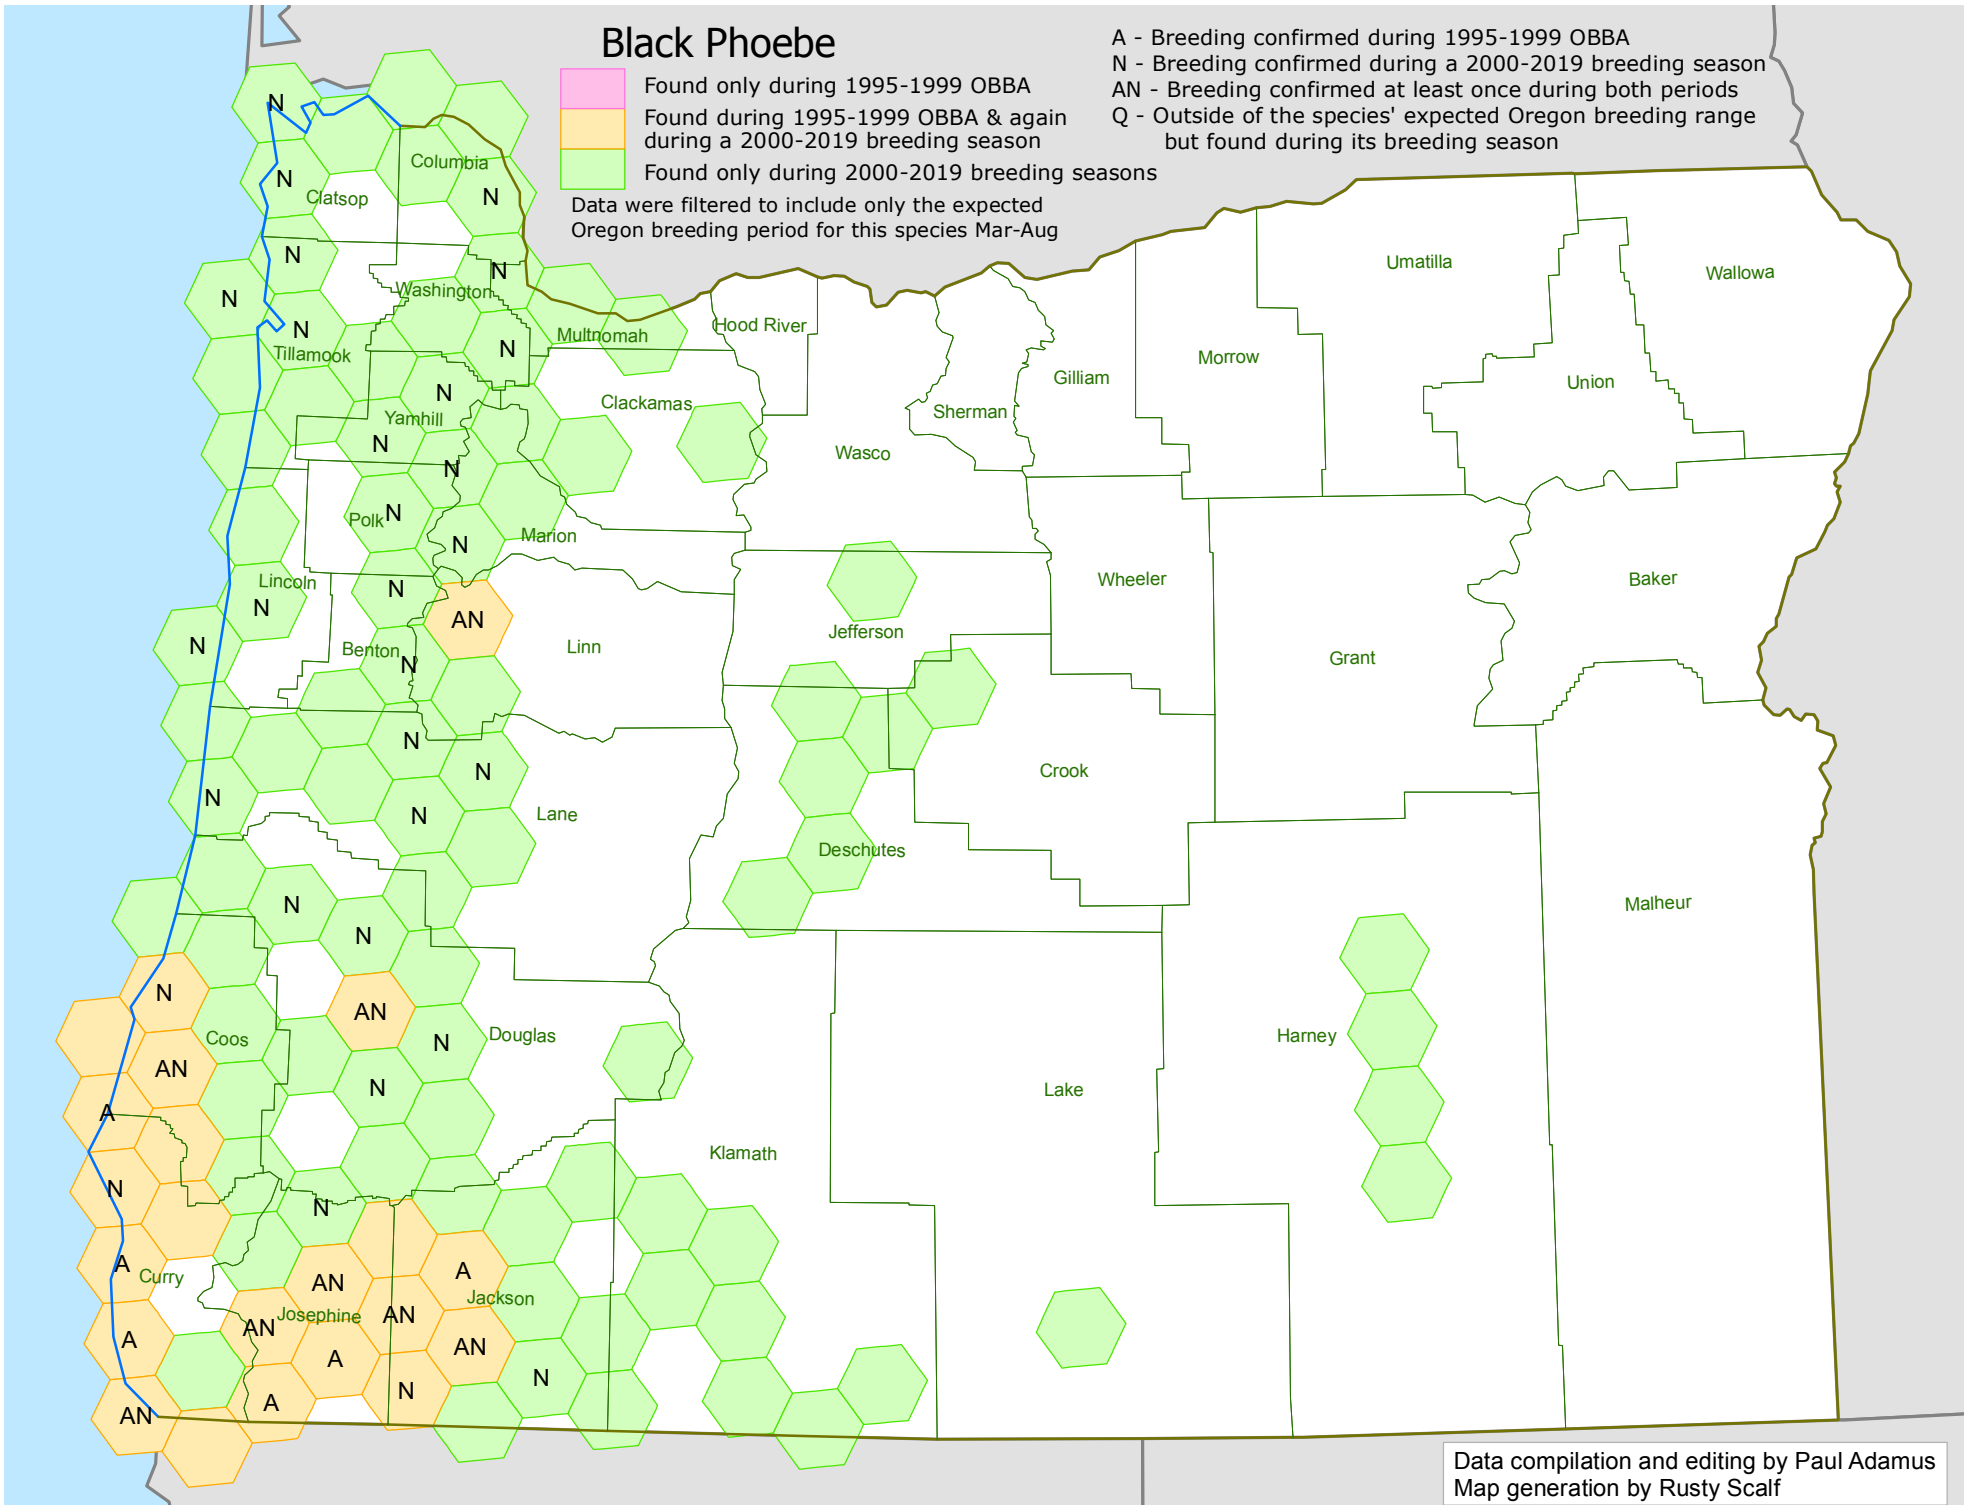 Black Phoebe
Found only during 1995-1999 OBBA
Found during 1995-1999 OBBA & again
during a 2000-2019 breeding season
Found only during 2000-2019 breeding seasons
Data were filtered to include only the expected
Oregon breeding period for this species Mar-Aug
A - Breeding confirmed during 1995-1999 OBBA
N - Breeding confirmed during a 2000-2019 breeding season
AN - Breeding confirmed at least once during both periods
Q - Outside of the species' expected Oregon breeding range
but found during its breeding season
N
Columbia
N
Clatsop
N
N
N
Washington
N
N
Tillamook
Multnomah
N
Hood River
Umatilla
Wallowa
Morrow
Gilliam
Union
Sherman
N
Clackamas
Yamhill
N
N
Wasco
Polk
N
Marion
N
Lincoln
N
N
AN
Wheeler
Baker
Jefferson
N
Benton
N
Linn
Grant
N
N
Crook
N
N
Lane
Deschutes
N
N
Malheur
N
AN
Coos
N
Douglas
Harney
AN
N
Lake
A
Klamath
N
N
A
Curry
AN
A
Jackson
AN
Josephine
AN
A
A
AN
N
N
A
AN
Data compilation and editing by Paul Adamus
Map generation by Rusty Scalf